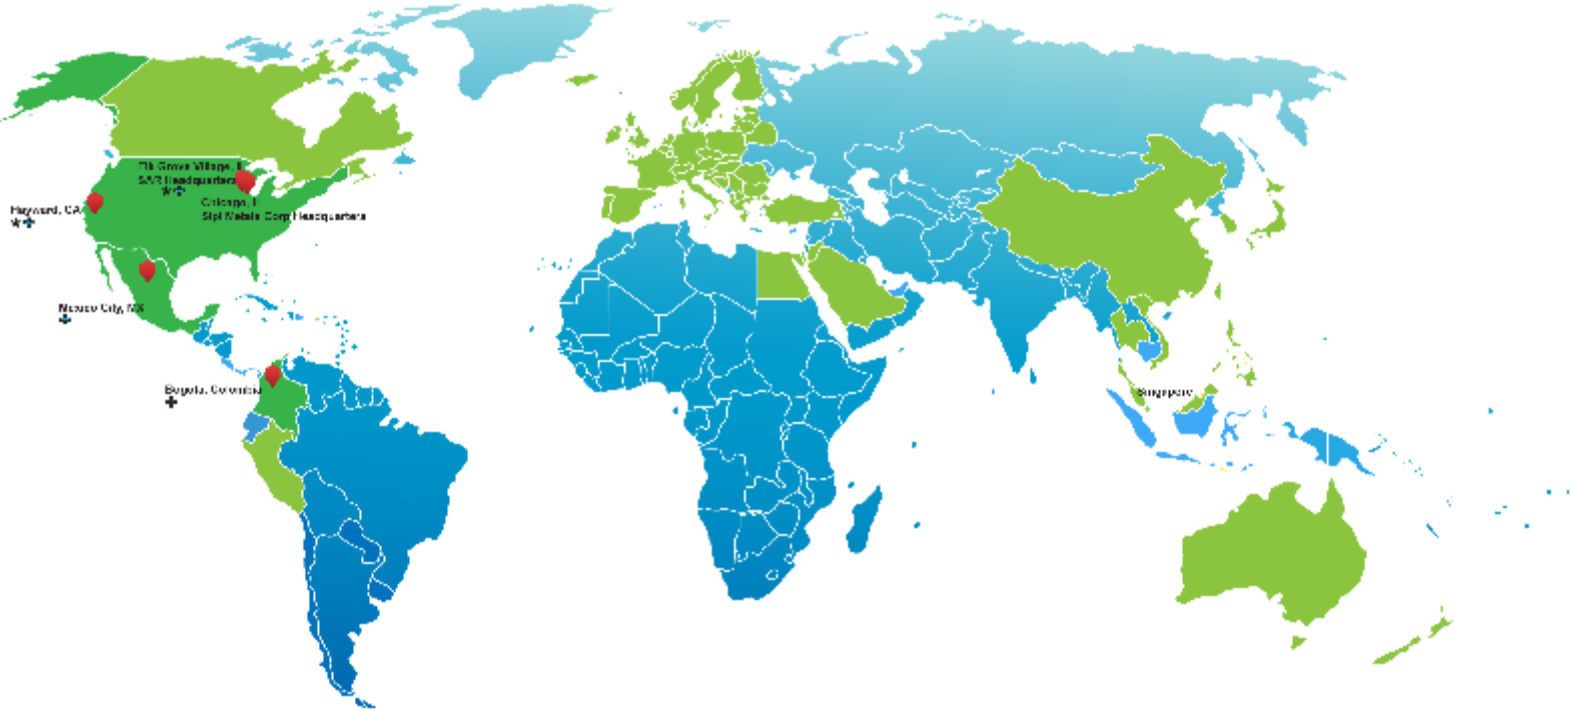 Elk Grove Village, IL
SAR Headquarters
Chicago, IL
Sipi Metals Corp Headquarters
Hayward, CA
Mexico City, MX
Bogota, Colombia
Singapore